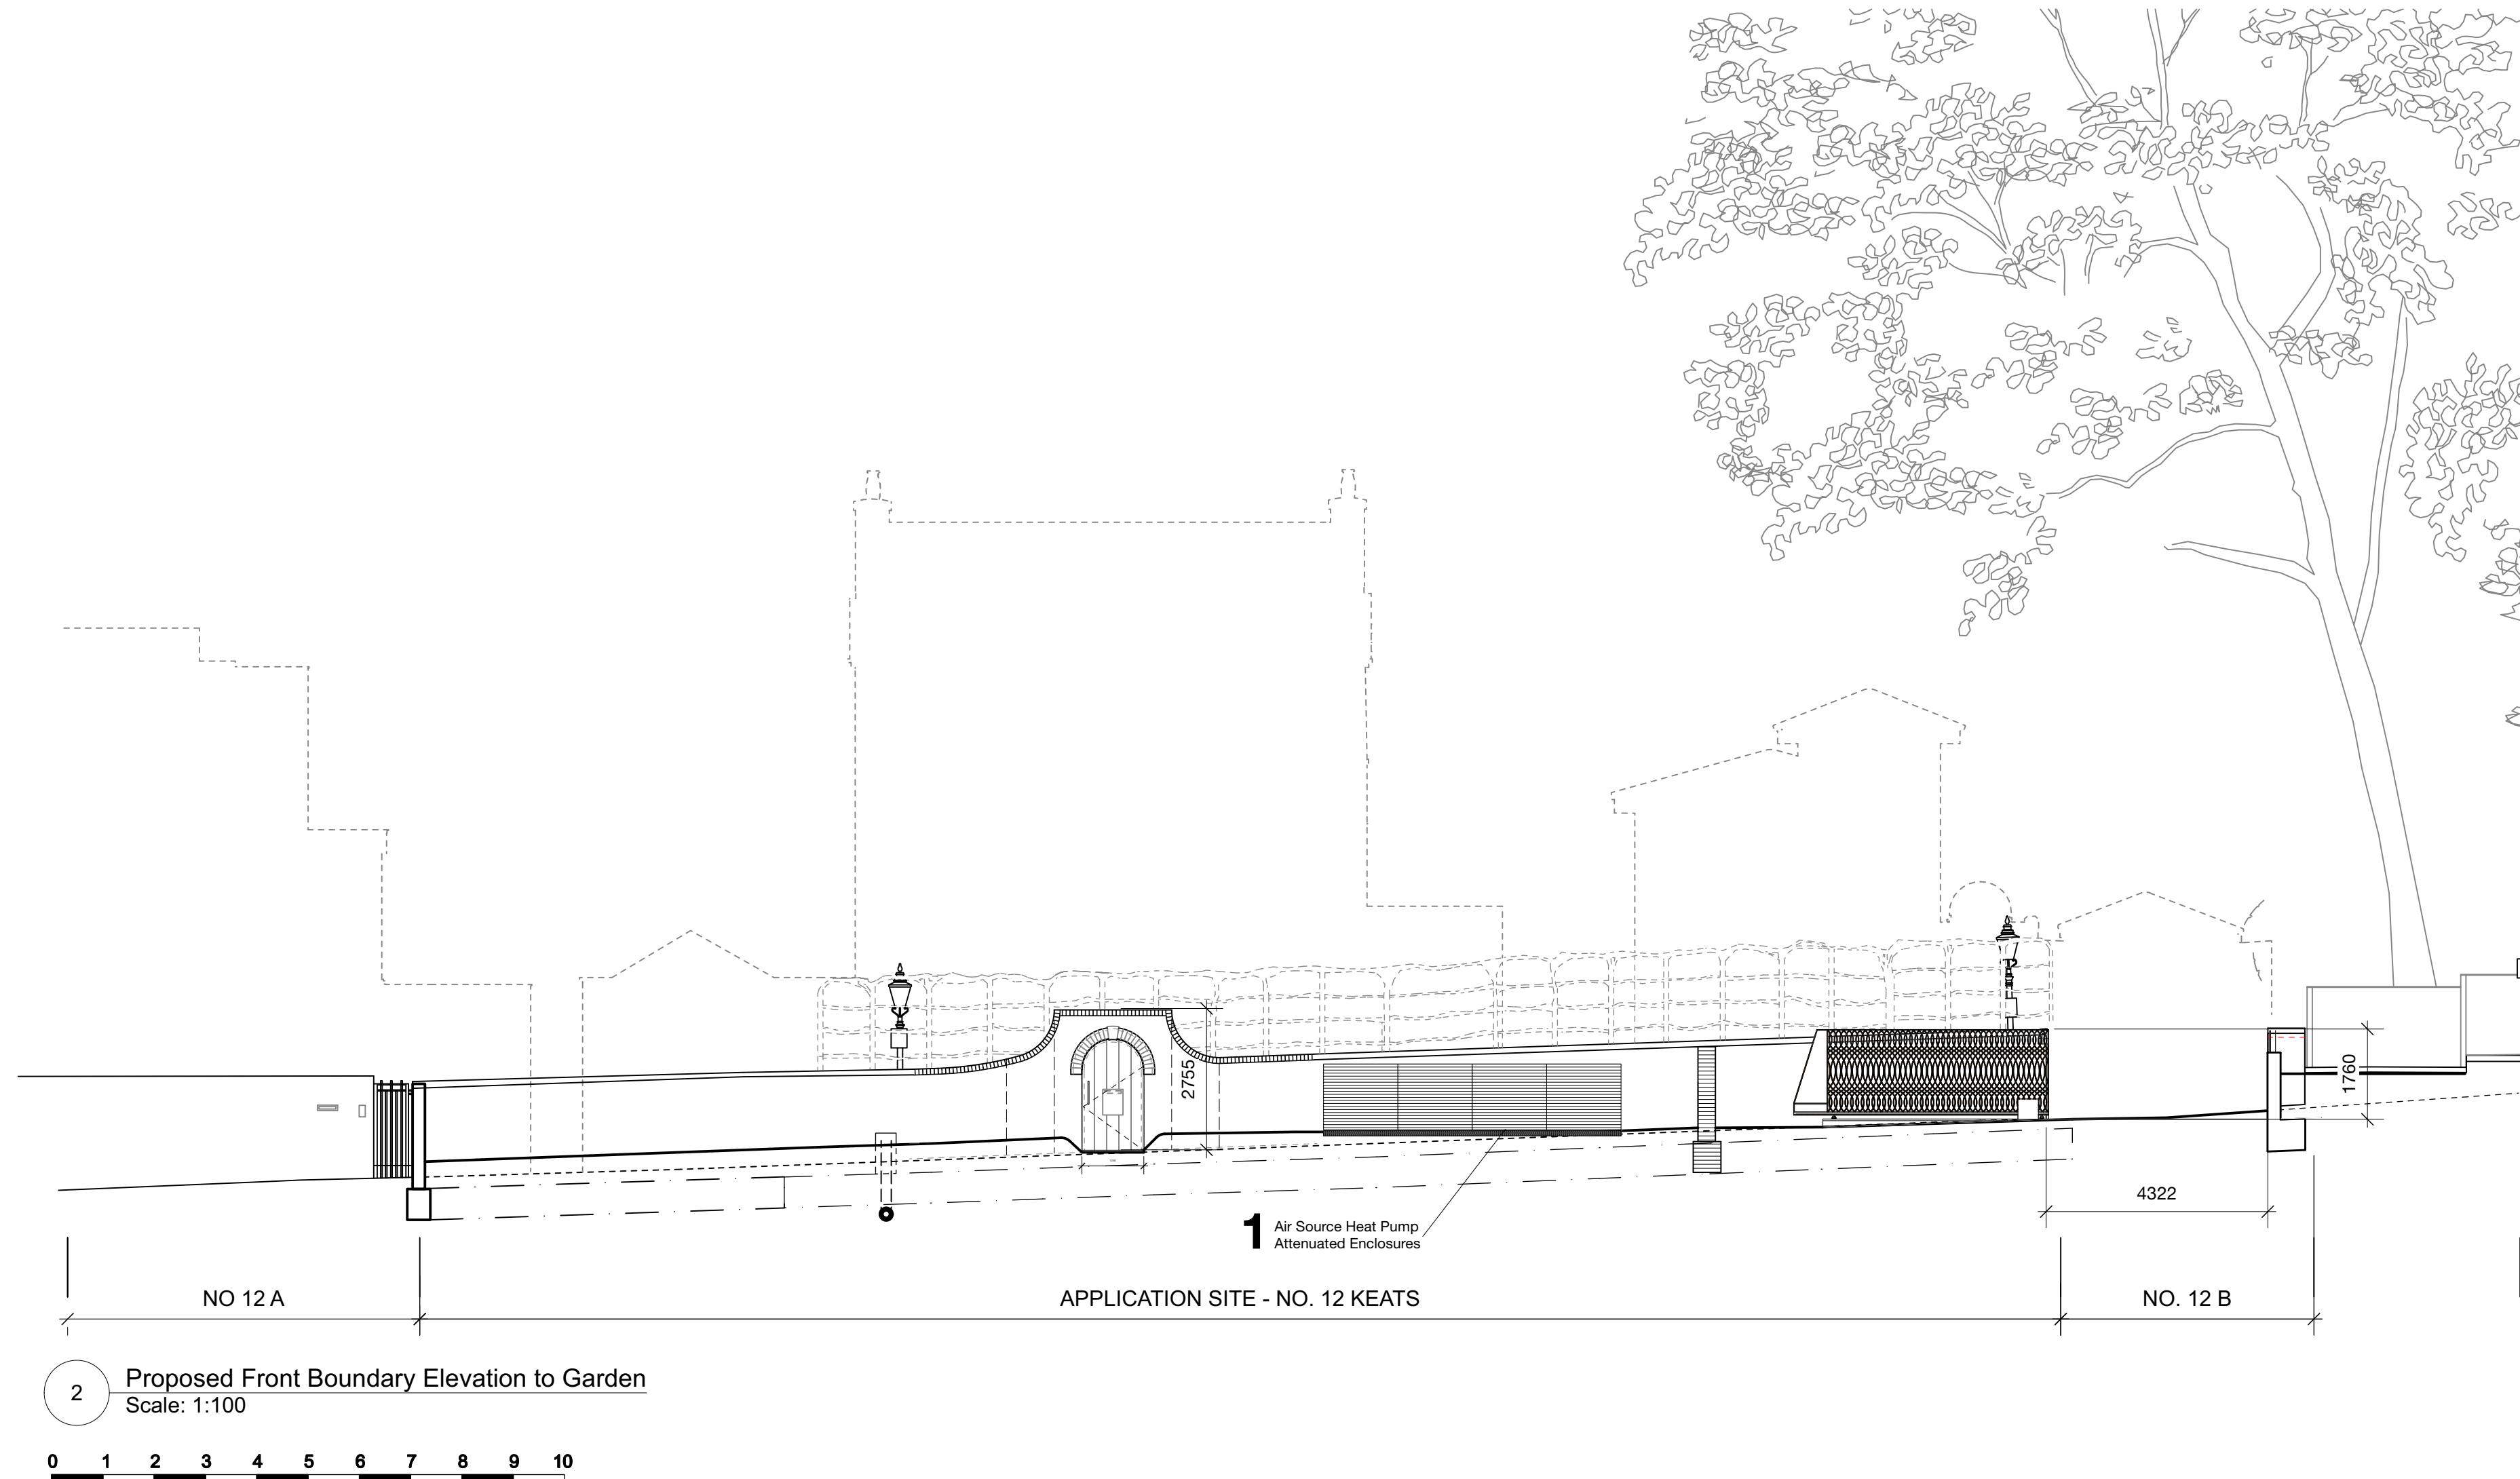 2755
1760
4322
1 Air Source Heat Pump
Attenuated Enclosures
NO 12 A
APPLICATION SITE - NO. 12 KEATS
NO. 12 B
2
Proposed Front Boundary Elevation to Garden
Scale: 1:100
0 1 2 3 4 5 6 7 8 9 10